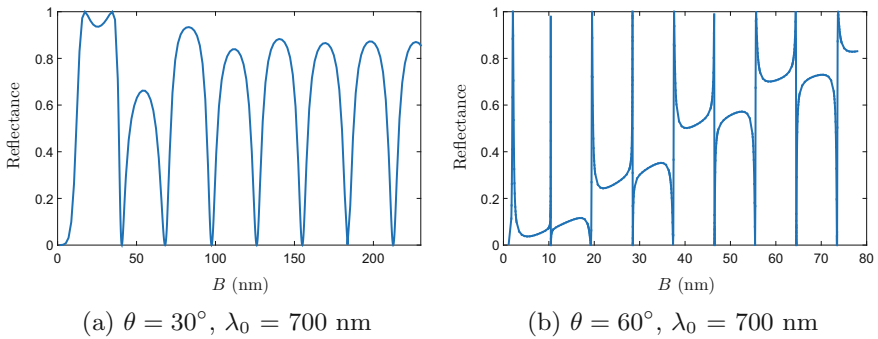 1
0.8
0.6
0.4
0.2
0
Reflectance
0 50 100 150 200
B (nm)
(a) θ = 30°, λ₀ = 700 nm
1
0.8
0.6
0.4
0.2
0
Reflectance
0 10 20 30 40 50 60 70 80
B (nm)
(b) θ = 60°, λ₀ = 700 nm